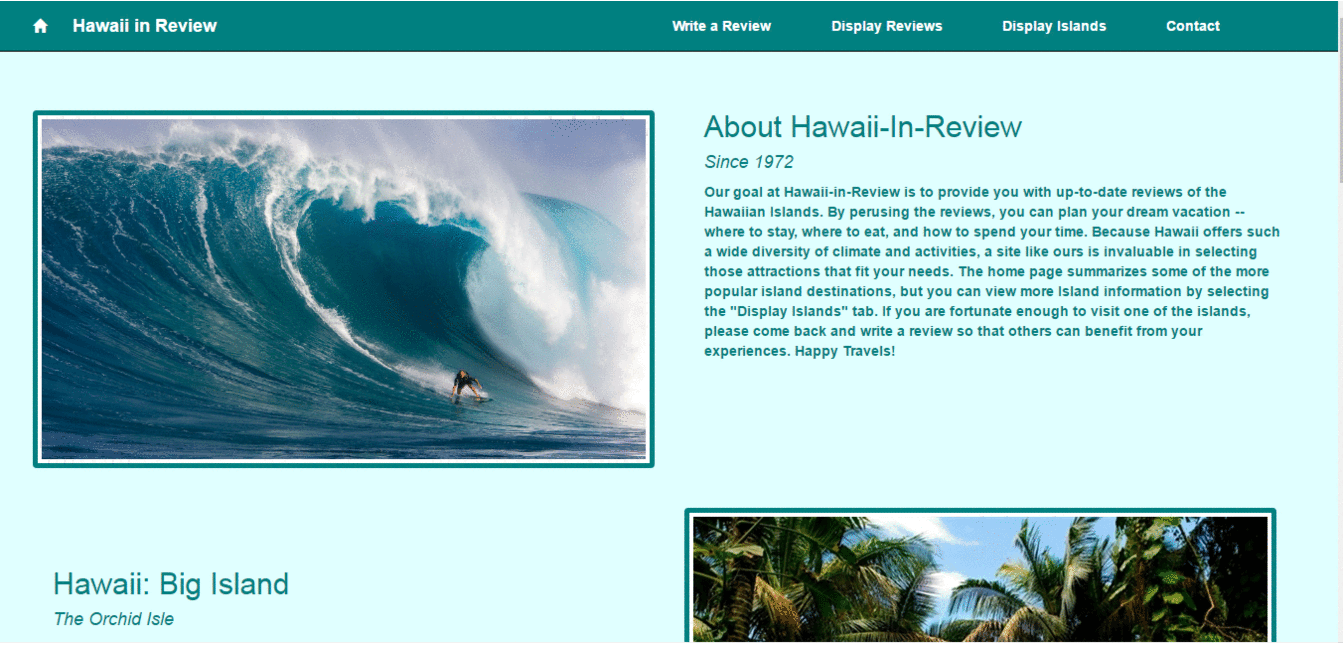 Hawaii in Review
Write a Review
Display Reviews
Display Islands
Contact
About Hawaii-In-Review
Since 1972
Our goal at Hawaii-in-Review is to provide you with up-to-date reviews of the
Hawaiian Islands. By perusing the reviews, you can plan your dream vacation --
where to stay, where to eat, and how to spend your time. Because Hawaii offers such
a wide diversity of climate and activities, a site like ours is invaluable in selecting
those attractions that fit your needs. The home page summarizes some of the more
popular island destinations, but you can view more Island information by selecting
the "Display Islands" tab. If you are fortunate enough to visit one of the islands,
please come back and write a review so that others can benefit from your
experiences. Happy Travels!
Hawaii: Big Island
The Orchid Isle